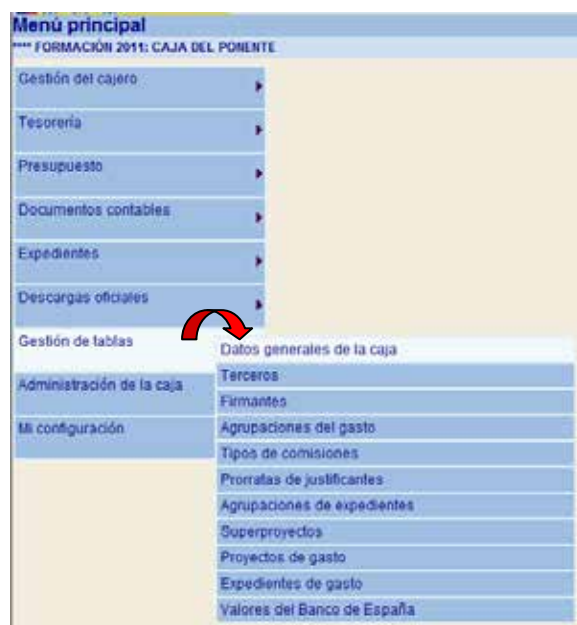 Menú principal
**** FORMACIÓN 2011: CAJA DEL PONENTE
Gestión del cajero
Tesorería
Presupuesto
Documentos contables
Expedientes
Descargas oficiales
Gestión de tablas
Datos generales de la caja
Terceros
Firmantes
Agrupaciones del gasto
Tipos de comisiones
Prorratas de justificantes
Agrupaciones de expedientes
Superproyectos
Proyectos de gasto
Expedientes de gasto
Valores del Banco de España
Administración de la caja
Mi configuración